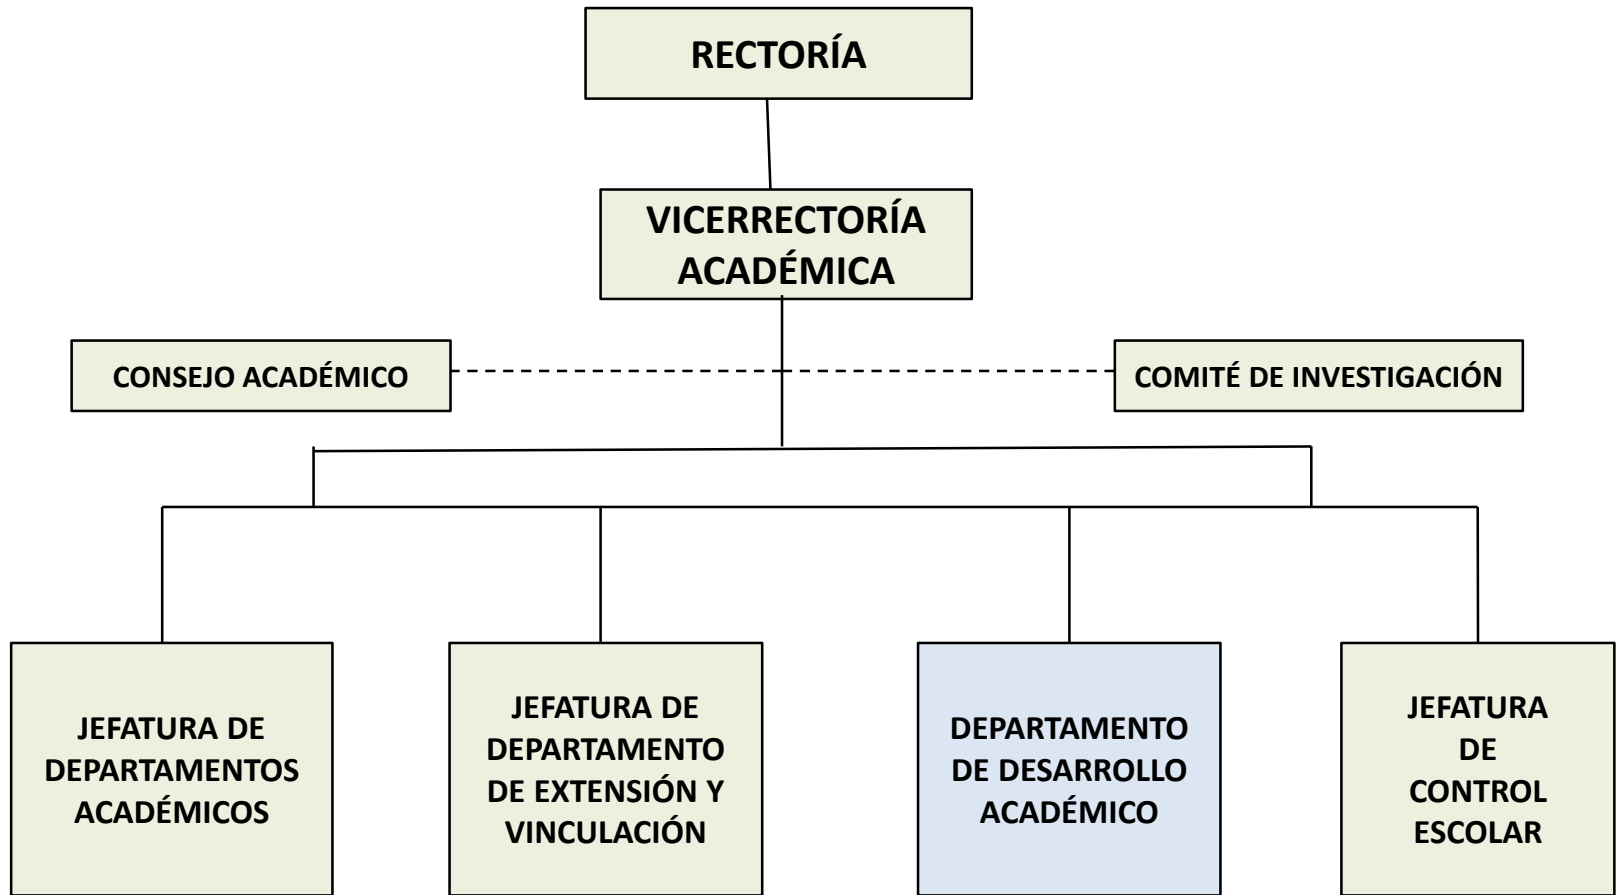 RECTORÍA
VICERRECTORÍA
ACADÉMICA
CONSEJO ACADÉMICO
COMITÉ DE INVESTIGACIÓN
JEFATURA DE
DEPARTAMENTOS
ACADÉMICOS
JEFATURA DE
DEPARTAMENTO
DE EXTENSIÓN Y
VINCULACIÓN
DEPARTAMENTO
DE DESARROLLO
ACADÉMICO
JEFATURA
DE
CONTROL
ESCOLAR